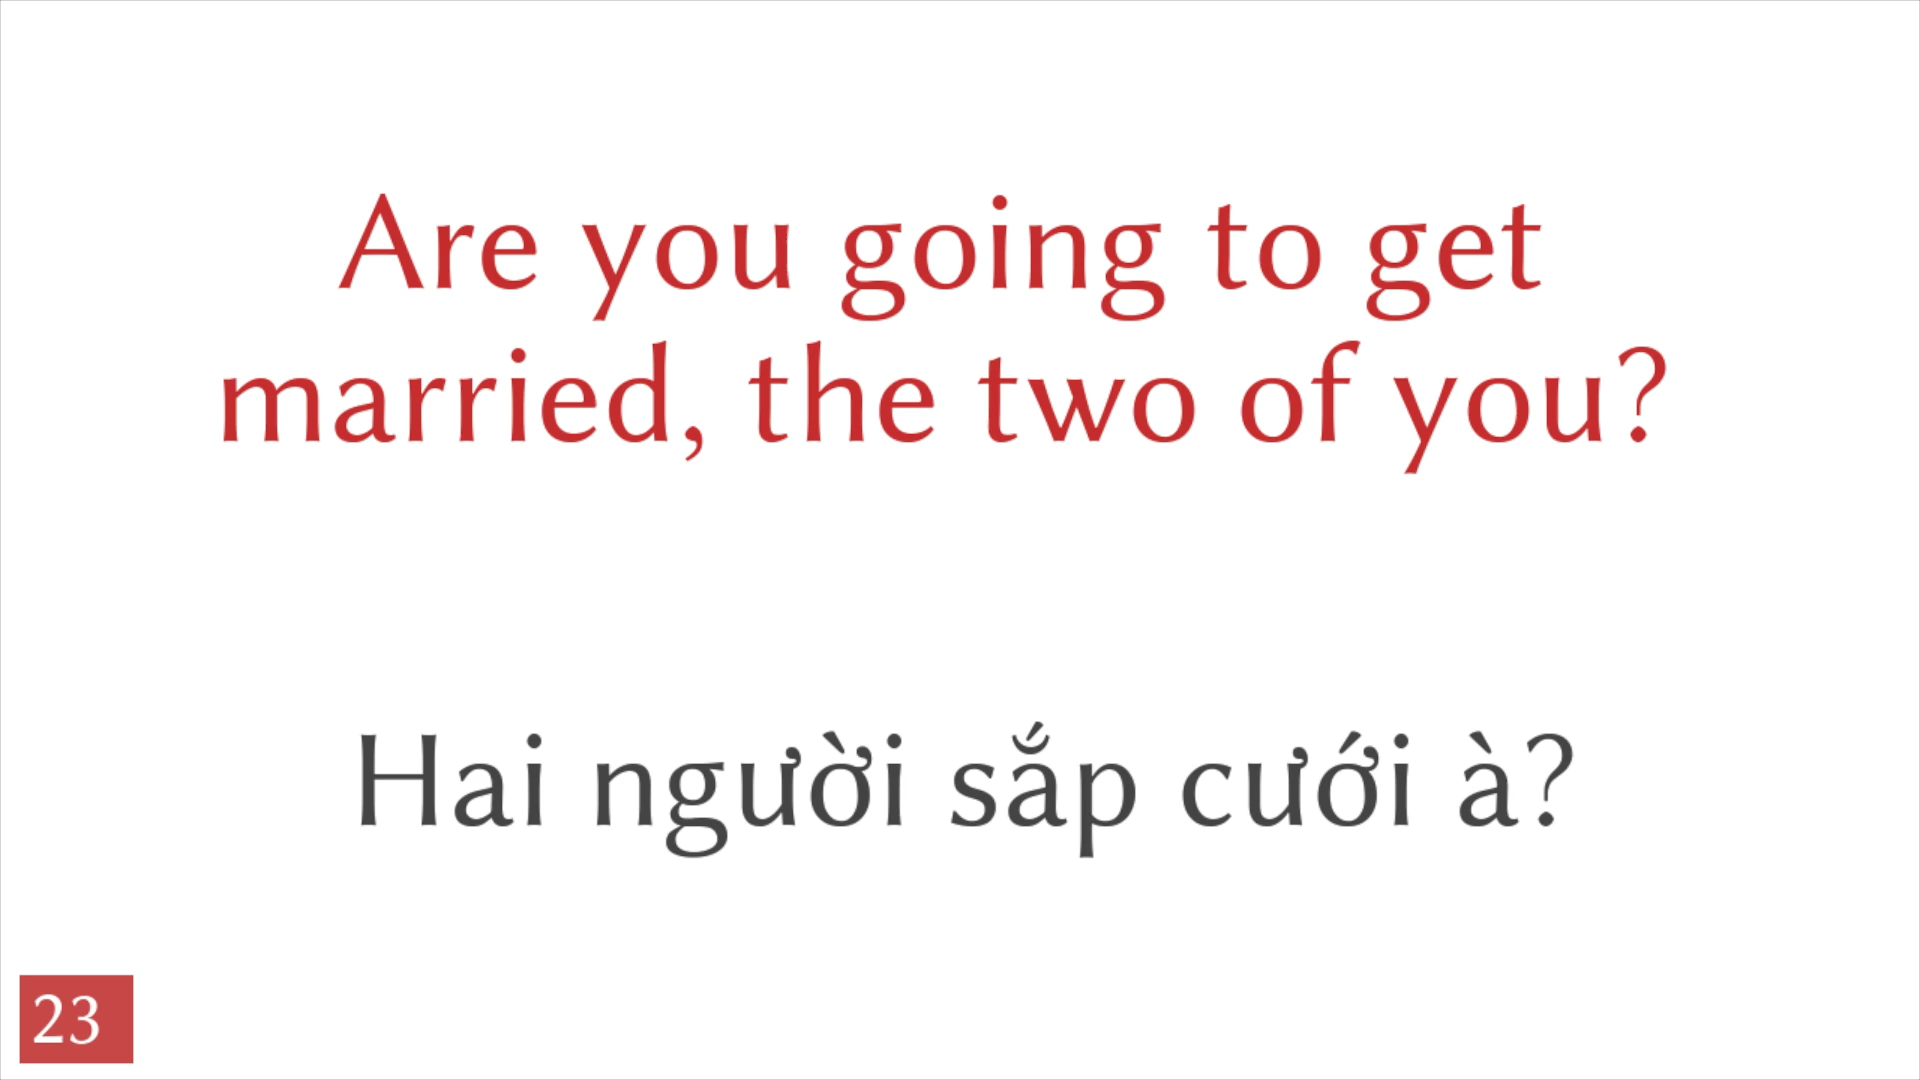 Are you going to get
married, the two of you?
Hai người sắp cưới à?
23